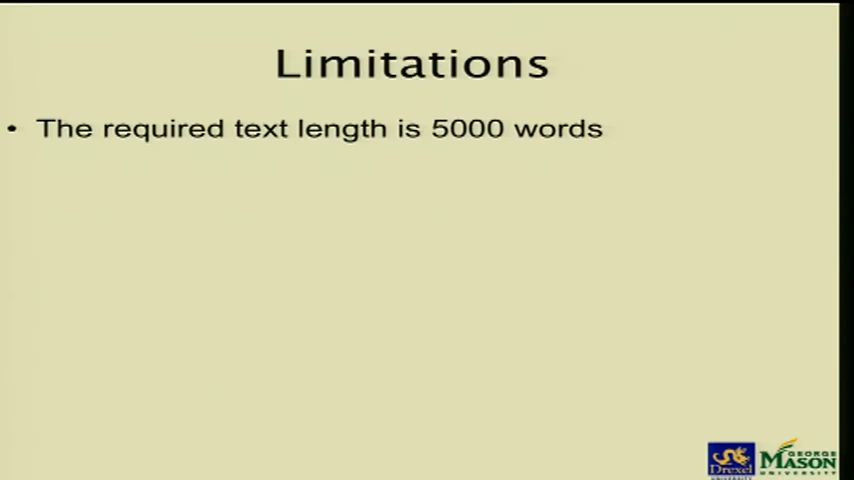 Limitations
• The required text length is 5000 words
Drexel
UNIVERSITY
GEORGE
MASON
UNIVERSITY